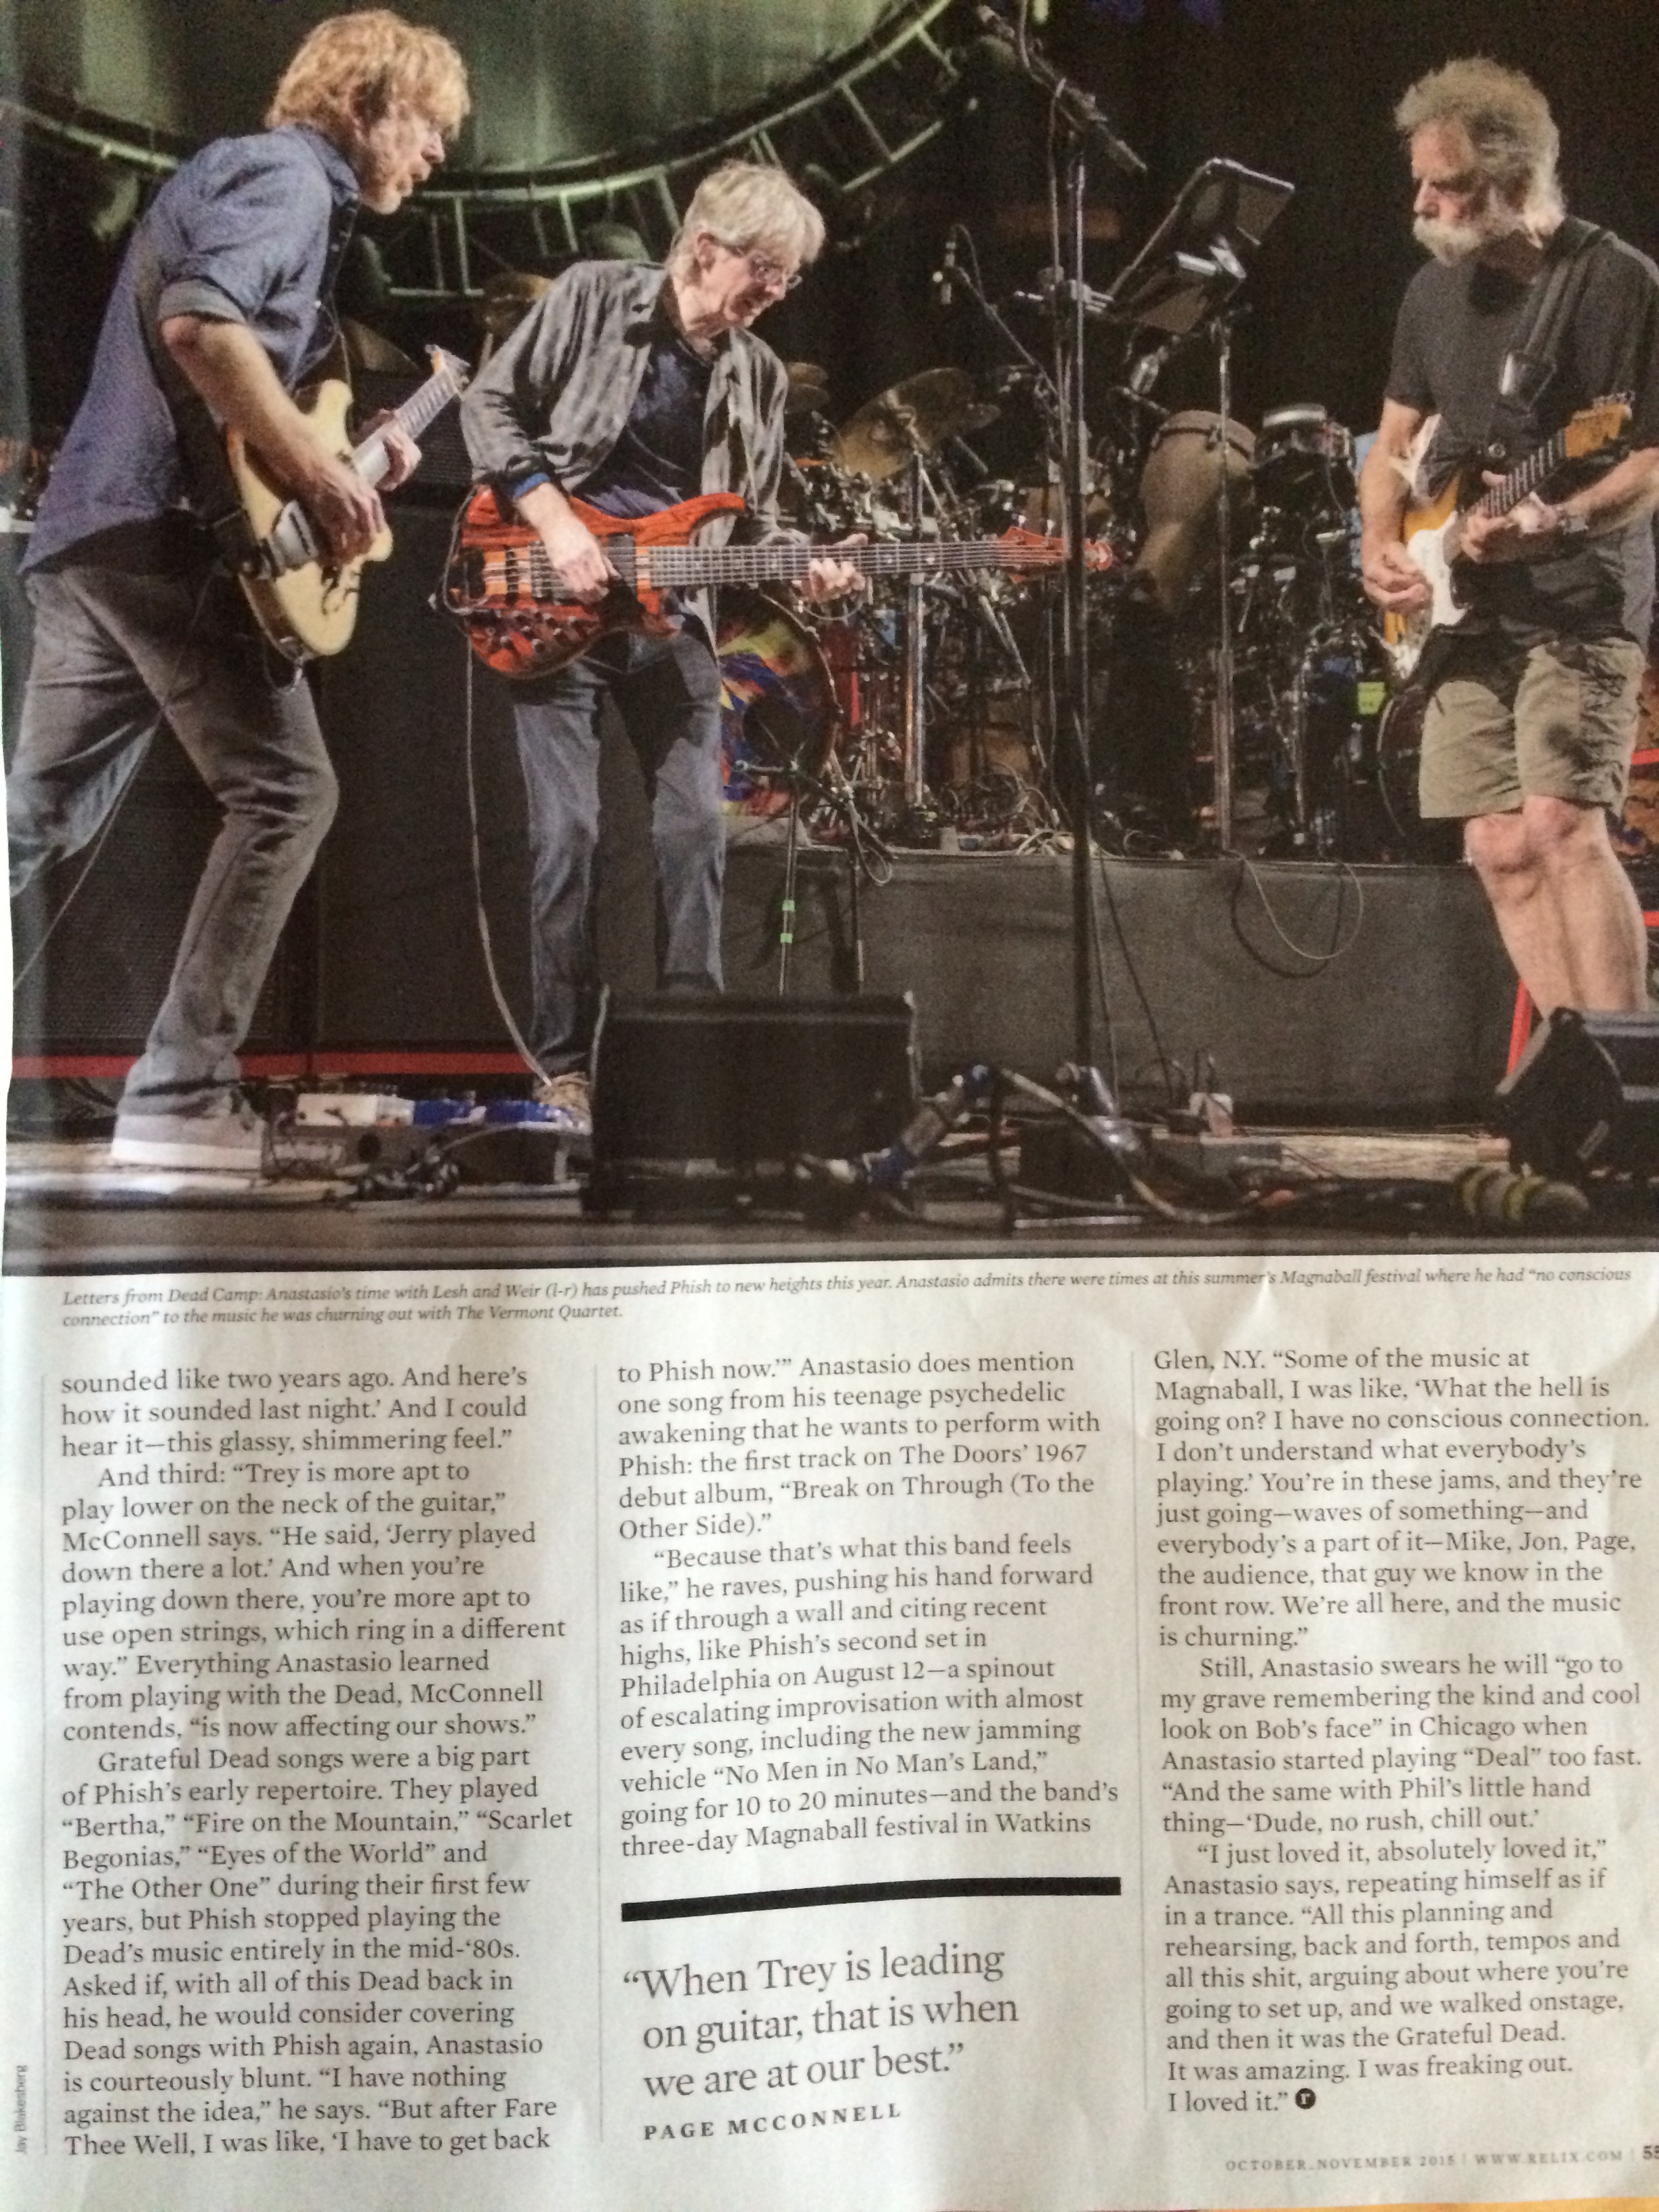 Letters from Dead Camp: Anastasio's time with Lesh and Weir (l-r) has pushed Phish to new heights this year. Anastasio admits there were times at this summer's Magnaball festival where he had “no conscious
connection” to the music he was churning out with The Vermont Quartet.
sounded like two years ago. And here's
how it sounded last night.’ And I could
hear it—this glassy, shimmering feel.”
And third: “Trey is more apt to
play lower on the neck of the guitar,”
McConnell says. “He said, ‘Jerry played
down there a lot.’ And when you're
playing down there, you're more apt to
use open strings, which ring in a different
way.” Everything Anastasio learned
from playing with the Dead, McConnell
contends, “is now affecting our shows.”
Grateful Dead songs were a big part
of Phish's early repertoire. They played
“Bertha,” “Fire on the Mountain,” “Scarlet
Begonias,” “Eyes of the World” and
“The Other One” during their first few
years, but Phish stopped playing the
Dead's music entirely in the mid-‘80s.
Asked if, with all of this Dead back in
his head, he would consider covering
Dead songs with Phish again, Anastasio
is courteously blunt. “I have nothing
against the idea,” he says. “But after Fare
Thee Well, I was like, ‘I have to get back
to Phish now.’” Anastasio does mention
one song from his teenage psychedelic
awakening that he wants to perform with
Phish: the first track on The Doors’ 1967
debut album, “Break on Through (To the
Other Side).”
“Because that's what this band feels
like,” he raves, pushing his hand forward
as if through a wall and citing recent
highs, like Phish's second set in
Philadelphia on August 12—a spinout
of escalating improvisation with almost
every song, including the new jamming
vehicle “No Men in No Man's Land,”
going for 10 to 20 minutes—and the band's
three-day Magnaball festival in Watkins
“When Trey is leading
on guitar, that is when
we are at our best.”
PAGE MCCONNELL
Glen, N.Y. “Some of the music at
Magnaball, I was like, ‘What the hell is
going on? I have no conscious connection.
I don't understand what everybody's
playing.’ You're in these jams, and they're
just going—waves of something—and
everybody's a part of it—Mike, Jon, Page,
the audience, that guy we know in the
front row. We're all here, and the music
is churning.”
Still, Anastasio swears he will “go to
my grave remembering the kind and cool
look on Bob's face” in Chicago when
Anastasio started playing “Deal” too fast.
“And the same with Phil's little hand
thing—‘Dude, no rush, chill out.’
“I just loved it, absolutely loved it,”
Anastasio says, repeating himself as if
in a trance. “All this planning and
rehearsing, back and forth, tempos and
all this shit, arguing about where you're
going to set up, and we walked onstage,
and then it was the Grateful Dead.
It was amazing. I was freaking out.
I loved it.” r
Jay Blakesberg
OCTOBER_NOVEMBER 2015 | WWW.RELIX.COM |